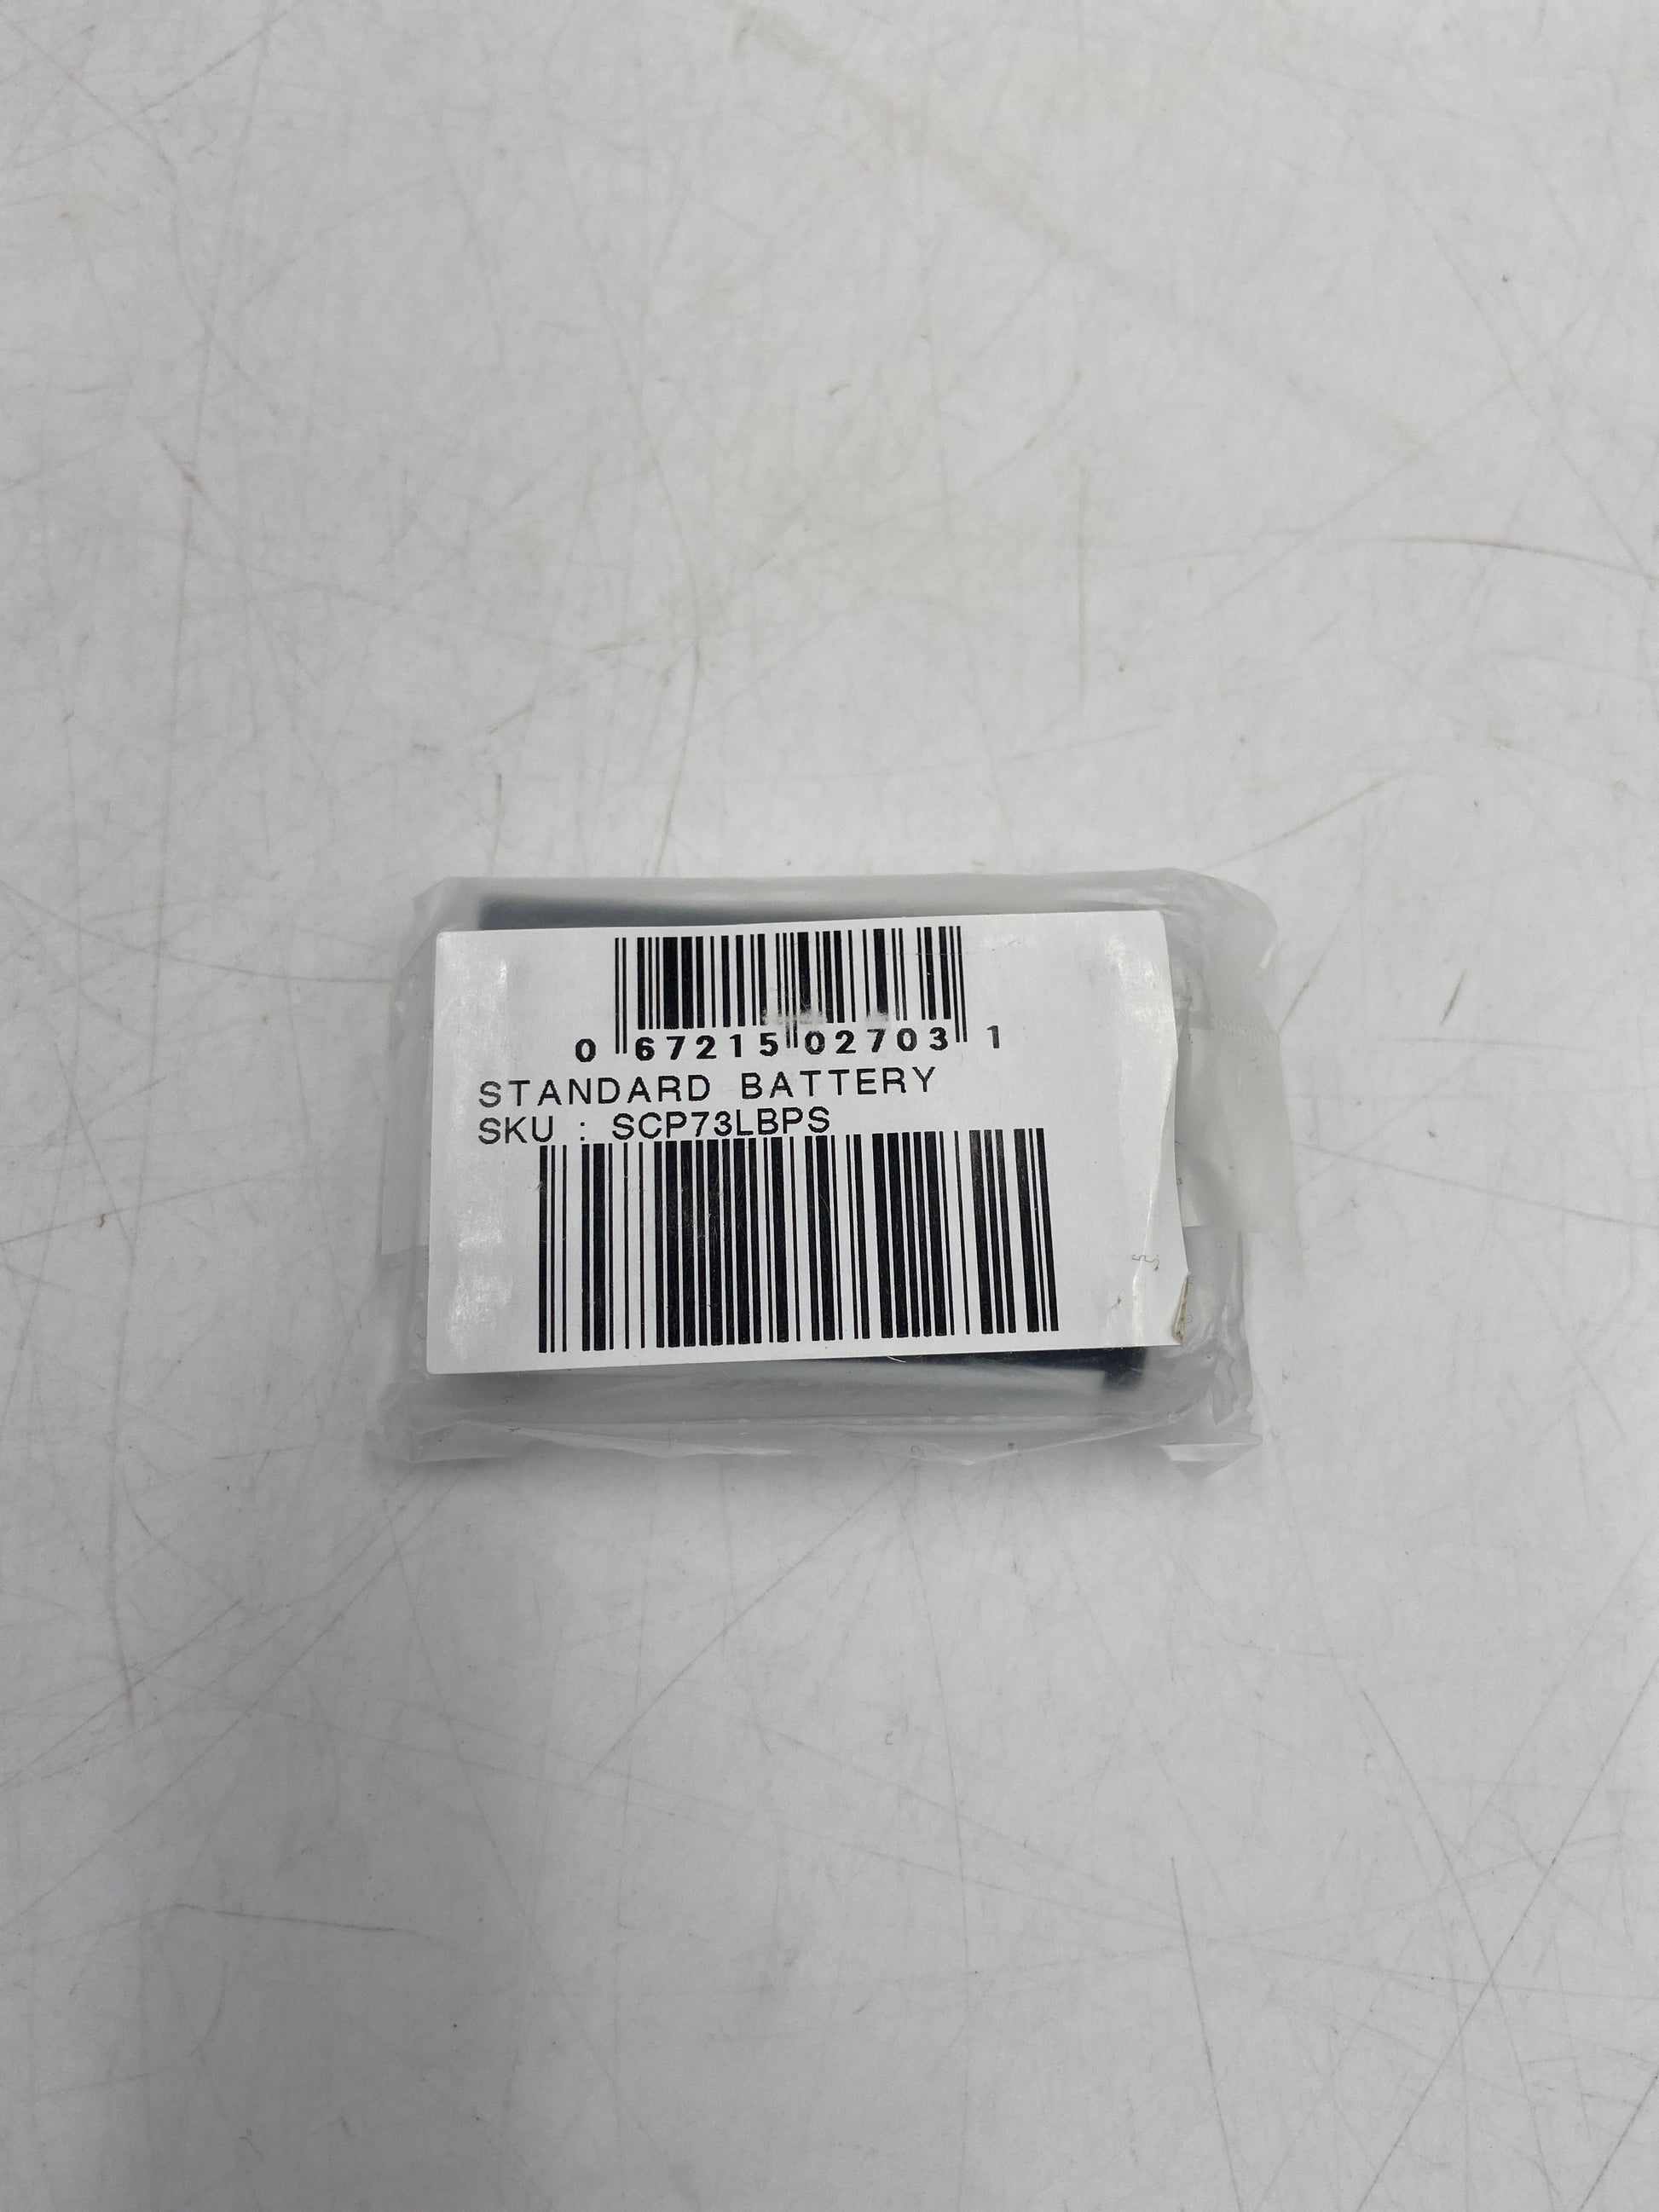 0 67215 02703 1
STANDARD BATTERY
SKU : SCP73LBPS